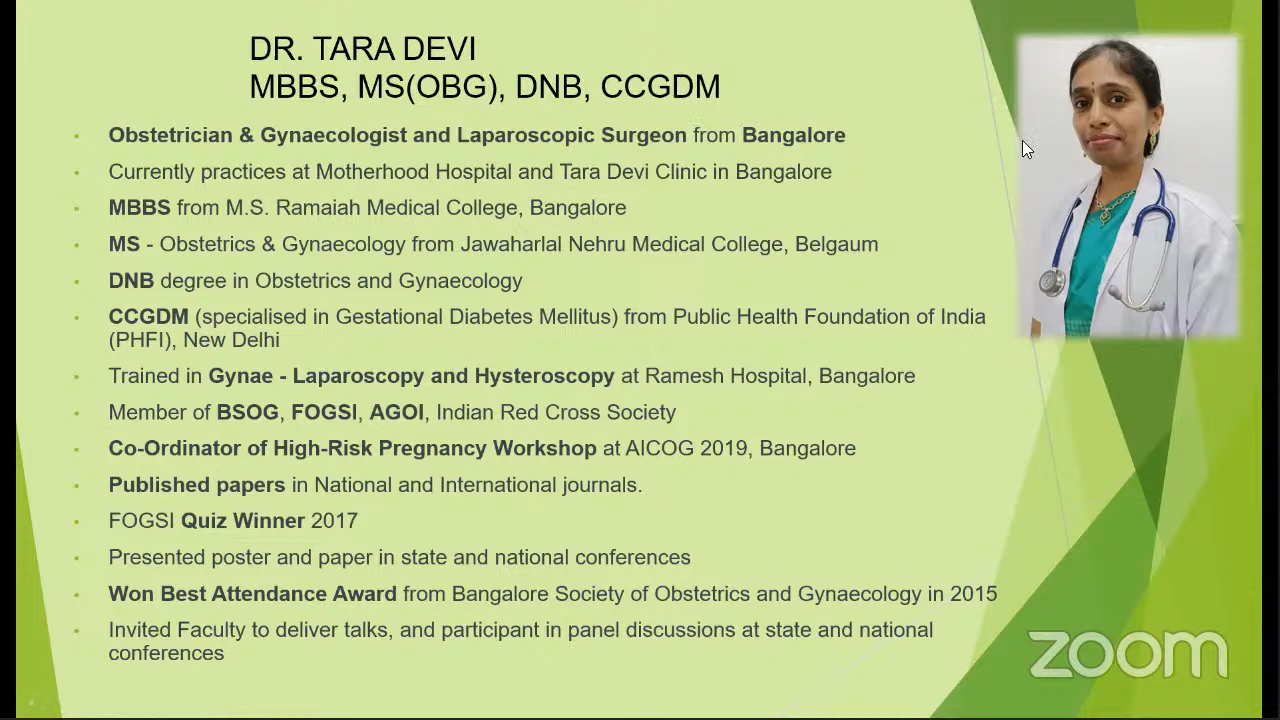 DR. TARA DEVI
MBBS, MS(OBG), DNB, CCGDM
• Obstetrician & Gynaecologist and Laparoscopic Surgeon from Bangalore
• Currently practices at Motherhood Hospital and Tara Devi Clinic in Bangalore
• MBBS from M.S. Ramaiah Medical College, Bangalore
• MS - Obstetrics & Gynaecology from Jawaharlal Nehru Medical College, Belgaum
• DNB degree in Obstetrics and Gynaecology
• CCGDM (specialised in Gestational Diabetes Mellitus) from Public Health Foundation of India
(PHFI), New Delhi
• Trained in Gynae - Laparoscopy and Hysteroscopy at Ramesh Hospital, Bangalore
• Member of BSOG, FOGSI, AGOI, Indian Red Cross Society
• Co-Ordinator of High-Risk Pregnancy Workshop at AICOG 2019, Bangalore
• Published papers in National and International journals.
• FOGSI Quiz Winner 2017
• Presented poster and paper in state and national conferences
• Won Best Attendance Award from Bangalore Society of Obstetrics and Gynaecology in 2015
• Invited Faculty to deliver talks, and participant in panel discussions at state and national
conferences
zoom